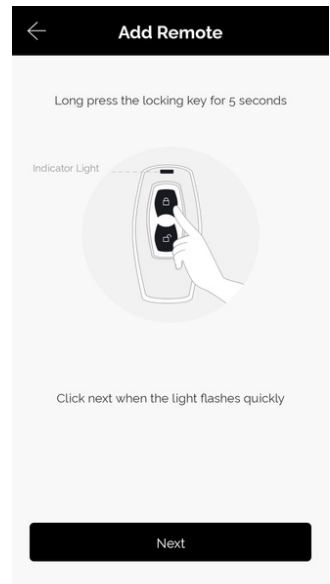 Add Remote
Long press the locking key for 5 seconds
Indicator Light
Click next when the light flashes quickly
Next